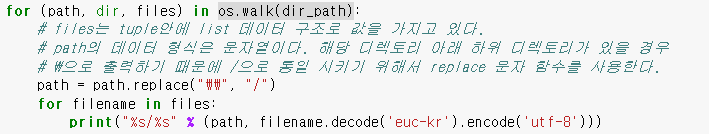 for (path, dir, files) in os.walk(dir_path):
# files는 tuple안에 list 데이터 구조로 값을 가지고 있다.
# path의 데이터 형식은 문자열이다. 해당 디렉토리 아래 하위 디렉토리가 있을 경우
# ₩으로 출력하기 때문에 /으로 통일 시키기 위해서 replace 문자 함수를 사용한다.
path = path.replace("₩₩", "/")
for filename in files:
print("%s/%s" % (path, filename.decode('euc-kr').encode('utf-8')))